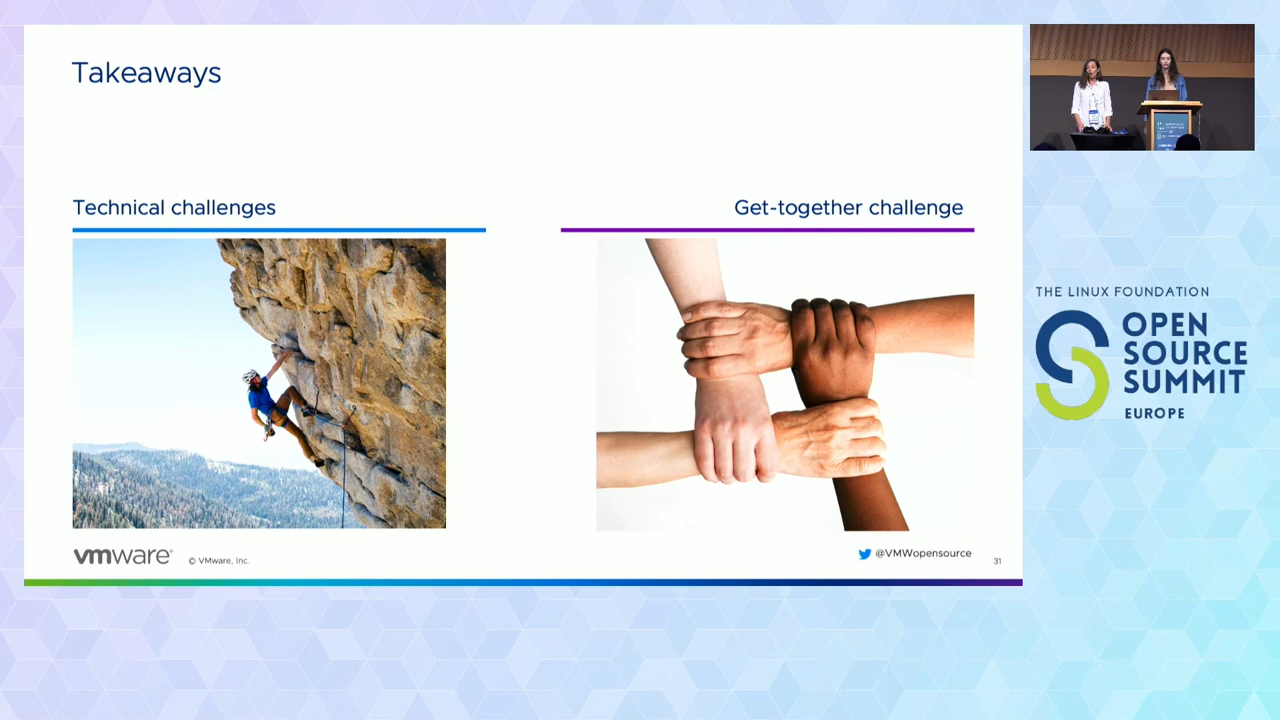 Takeaways
Technical challenges
Get-together challenge
vmware®
© VMware, Inc.
@VMWopensource
31
THE LINUX FOUNDATION
OPEN
SOURCE
SUMMIT
EUROPE